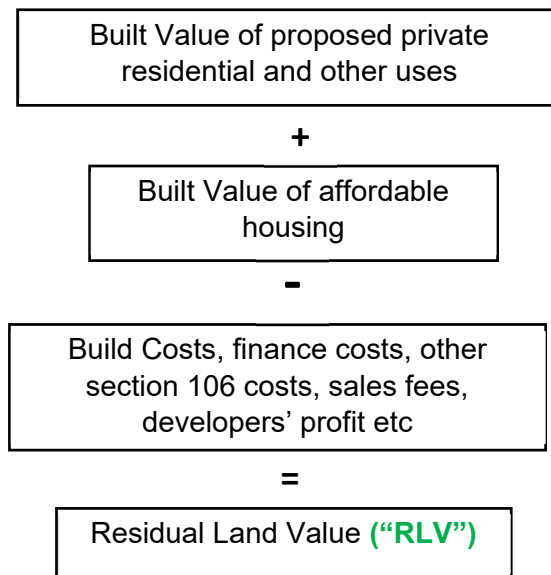 Built Value of proposed private
residential and other uses
+
Built Value of affordable
housing
-
Build Costs, finance costs, other
section 106 costs, sales fees,
developers’ profit etc
=
Residual Land Value (“RLV”)